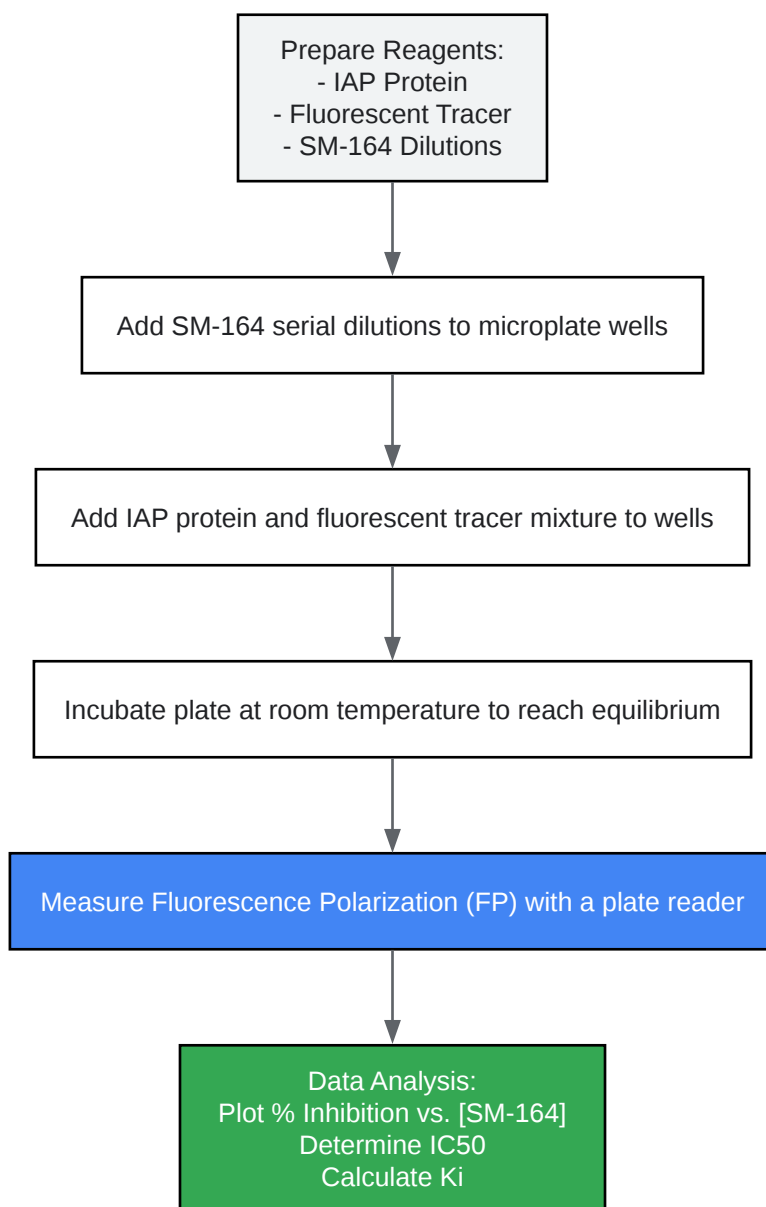 Prepare Reagents:
- IAP Protein
- Fluorescent Tracer
- SM-164 Dilutions
Add SM-164 serial dilutions to microplate wells
Add IAP protein and fluorescent tracer mixture to wells
Incubate plate at room temperature to reach equilibrium
Measure Fluorescence Polarization (FP) with a plate reader
Data Analysis:
Plot % Inhibition vs. [SM-164]
Determine IC50
Calculate Ki